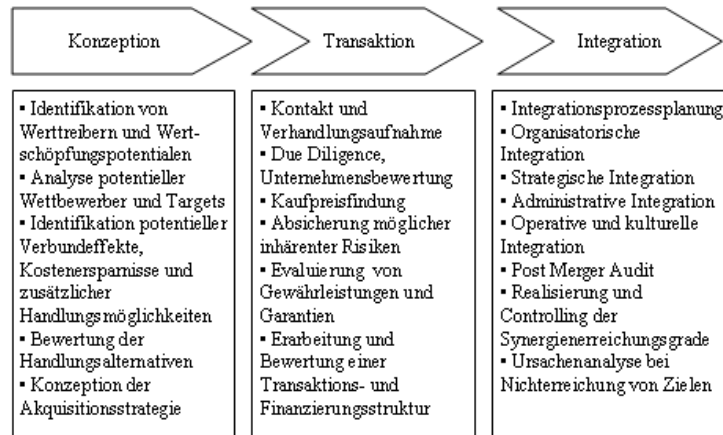 Konzeption
Transaktion
Integration
▪ Identifikation von
Werttreibern und Wert-
schöpfungspotentialen
▪ Analyse potentieller
Wettbewerber und Targets
▪ Identifikation potentieller
Verbundeffekte,
Kostenersparnisse und
zusätzlicher
Handlungsmöglichkeiten
▪ Bewertung der
Handlungsalternativen
▪ Konzeption der
Akquisitionsstrategie
▪ Kontakt und
Verhandlungsaufnahme
▪ Due Diligence,
Unternehmensbewertung
▪ Kaufpreisfindung
▪ Absicherung möglicher
inhärenter Risiken
▪ Evaluierung von
Gewährleistungen und
Garantien
▪ Erarbeitung und
Bewertung einer
Transaktions- und
Finanzierungsstruktur
▪ Integrationsprozessplanung
▪ Organisatorische
Integration
▪ Strategische Integration
▪ Administrative Integration
▪ Operative und kulturelle
Integration
▪ Post Merger Audit
▪ Realisierung und
Controlling der
Synergienerreichungsgrade
▪ Ursachenanalyse bei
Nichterreichung von Zielen